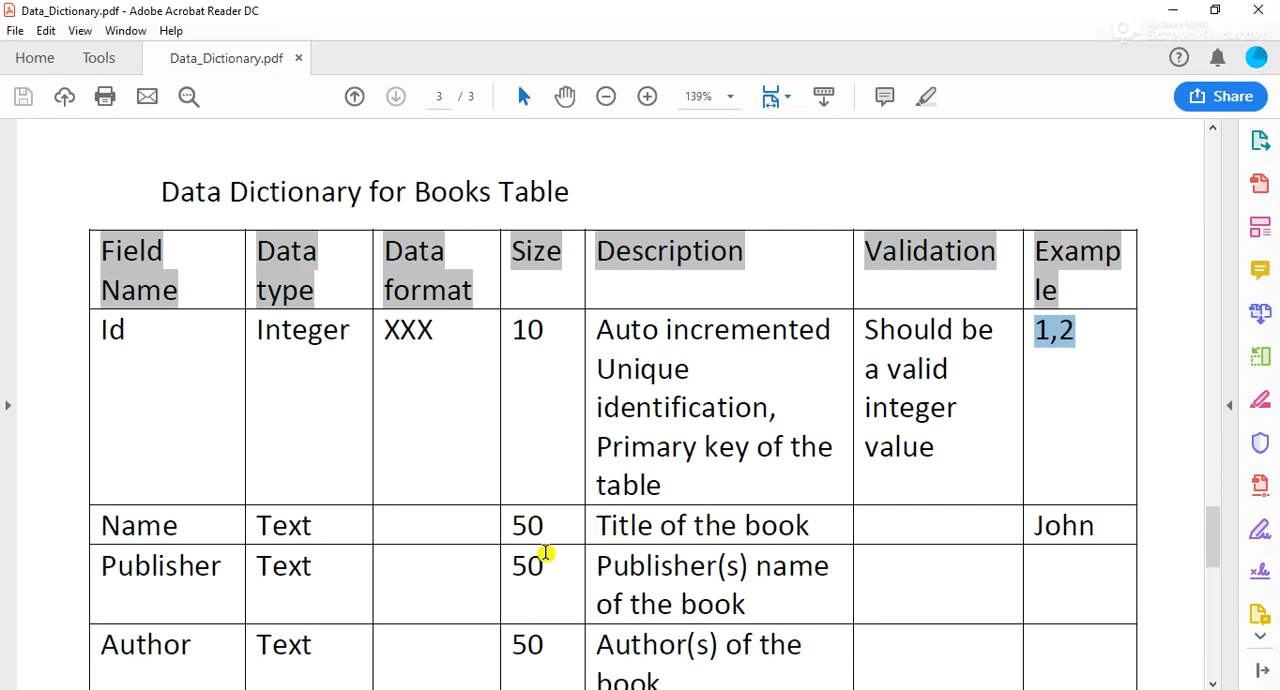 Data_Dictionary.pdf - Adobe Acrobat Reader DC
File Edit View Window Help
Screen Recorder
Home Tools Data_Dictionary.pdf ×
3 / 3 139% Share
Data Dictionary for Books Table
Field Name Data type Data format Size Description Validation Examp
le
Id Integer XXX 10 Auto incremented Should be 1,2
Unique a valid
identification, integer
Primary key of the value
table
Name Text 50 Title of the book John
Publisher Text 50 Publisher(s) name
of the book
Author Text 50 Author(s) of the
book